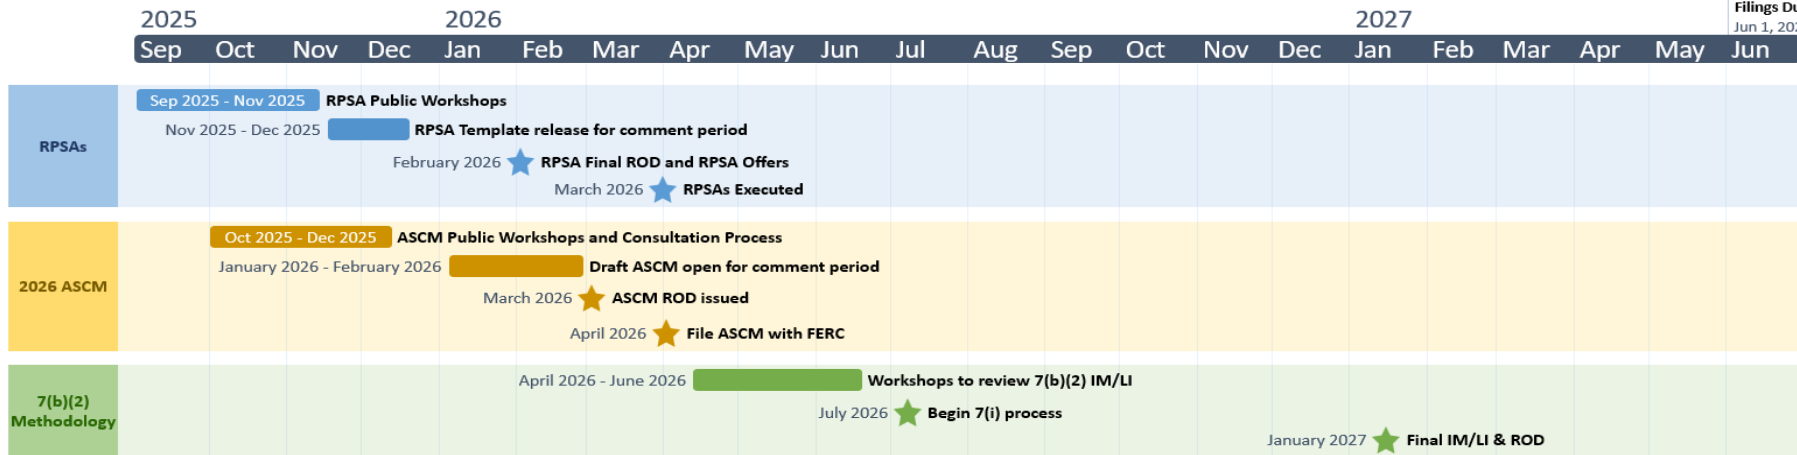 2025 2026 2027 Filings
Jun 1,
Sep Oct Nov Dec Jan Feb Mar Apr May Jun Jul Aug Sep Oct Nov Dec Jan Feb Mar Apr May Jun
RPSAs
Sep 2025 - Nov 2025 RPSA Public Workshops
Nov 2025 - Dec 2025 RPSA Template release for comment period
February 2026 RPSA Final ROD and RPSA Offers
March 2026 RPSAs Executed
2026 ASCM
Oct 2025 - Dec 2025 ASCM Public Workshops and Consultation Process
January 2026 - February 2026 Draft ASCM open for comment period
March 2026 ASCM ROD issued
April 2026 File ASCM with FERC
7(b)(2)
Methodology
April 2026 - June 2026 Workshops to review 7(b)(2) IM/LI
July 2026 Begin 7(i) process
January 2027 Final IM/LI & ROD